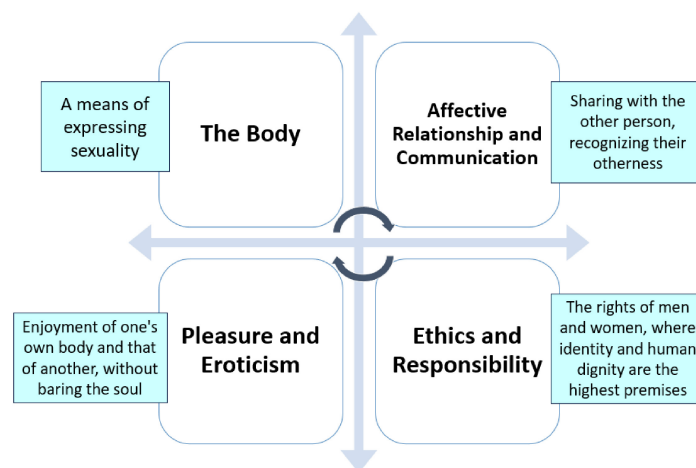 A means of
expressing
sexuality
The Body
Affective
Relationship and
Communication
Sharing with the
other person,
recognizing their
otherness
Enjoyment of one's
own body and that
of another, without
baring the soul
Pleasure and
Eroticism
Ethics and
Responsibility
The rights of men
and women, where
identity and human
dignity are the
highest premises